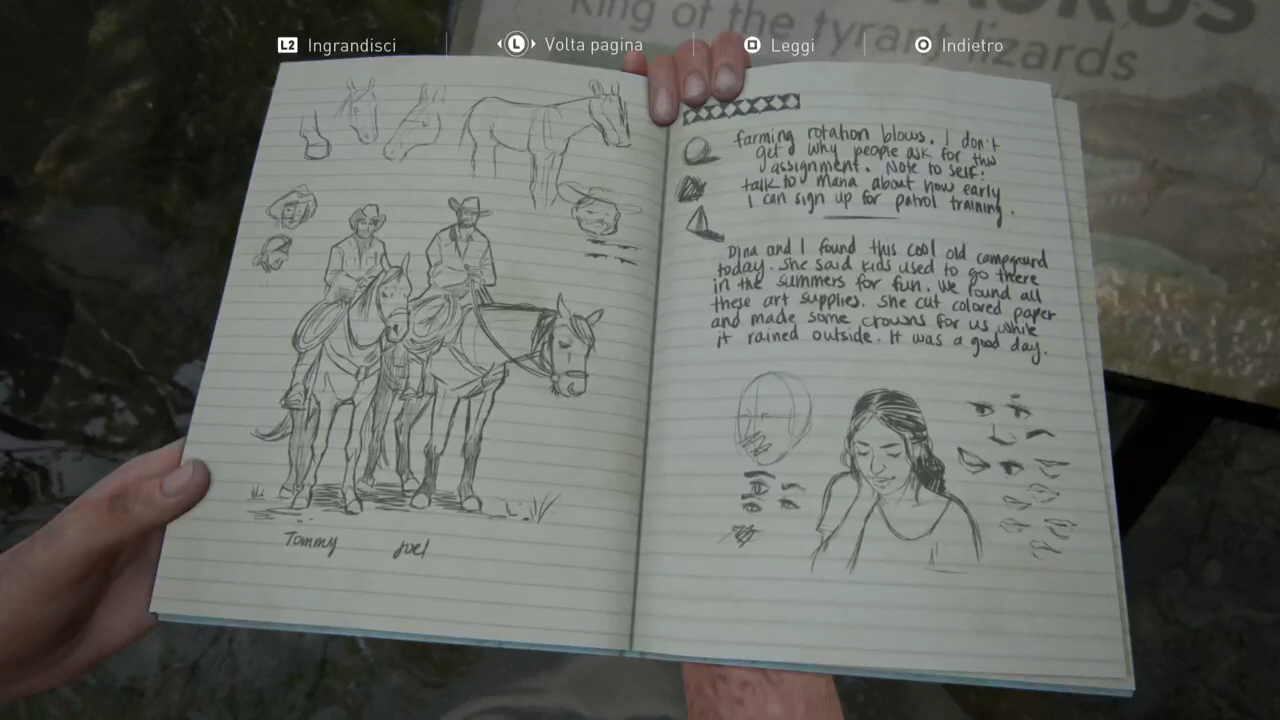 L2 Ingrandisci
L Volta pagina
Leggi
Indietro
King of the tyrant lizards
farming rotation blows. I don't
get why people ask for this
assignment. Note to self:
talk to Maria about how early
I can sign up for patrol training.
Dina and I found this cool old campground
today. She said kids used to go there
in the summers for fun. We found all
these art supplies. She cut colored paper
and made some crowns for us while
it rained outside. It was a good day.
Tommy
Joel